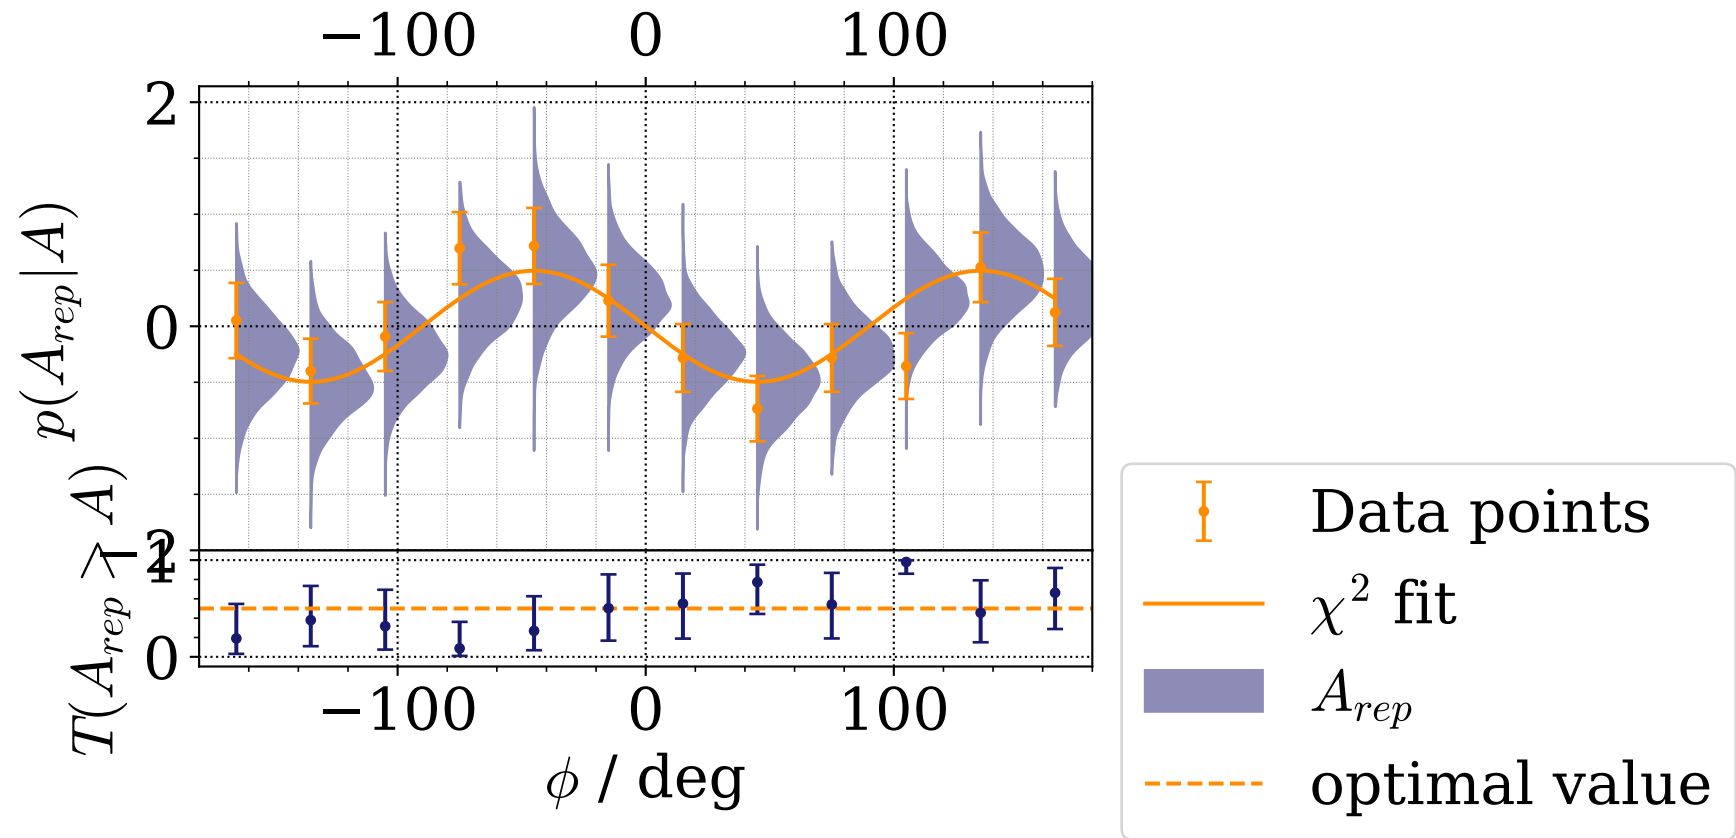 −100 0 100
2
0
−2
p(A_rep|A)
1
0
T(A_rep > A)
−100 0 100
ϕ / deg
Data points
χ² fit
A_rep
optimal value